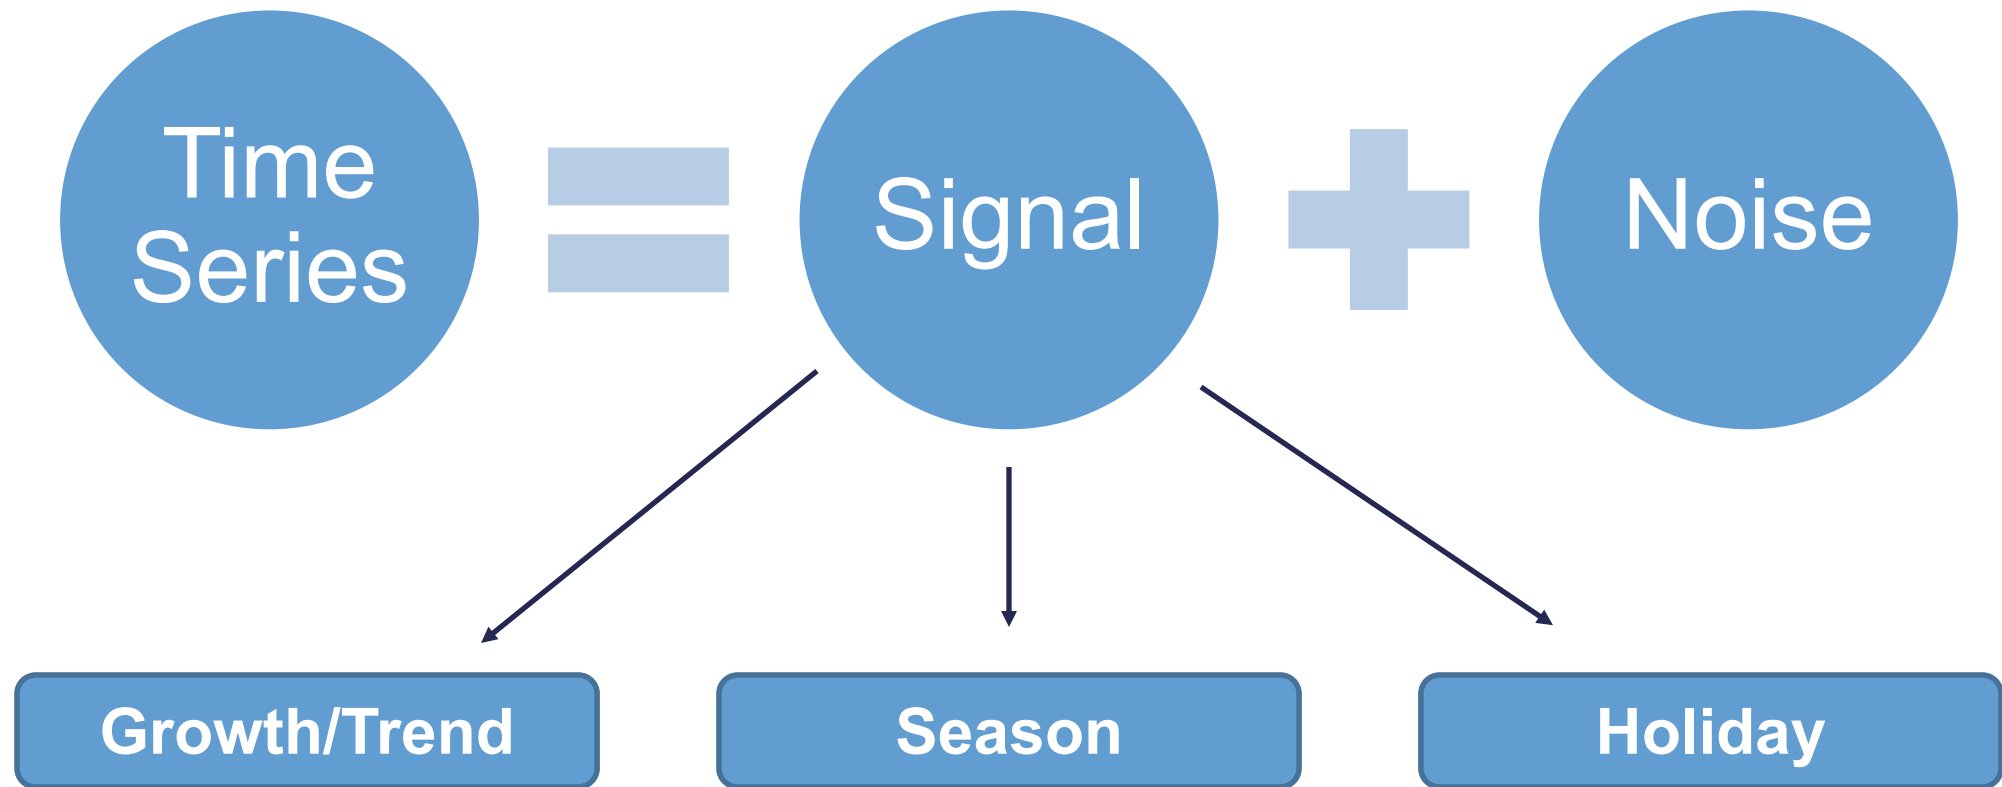 Time
Series
Signal
Noise
Growth/Trend
Season
Holiday